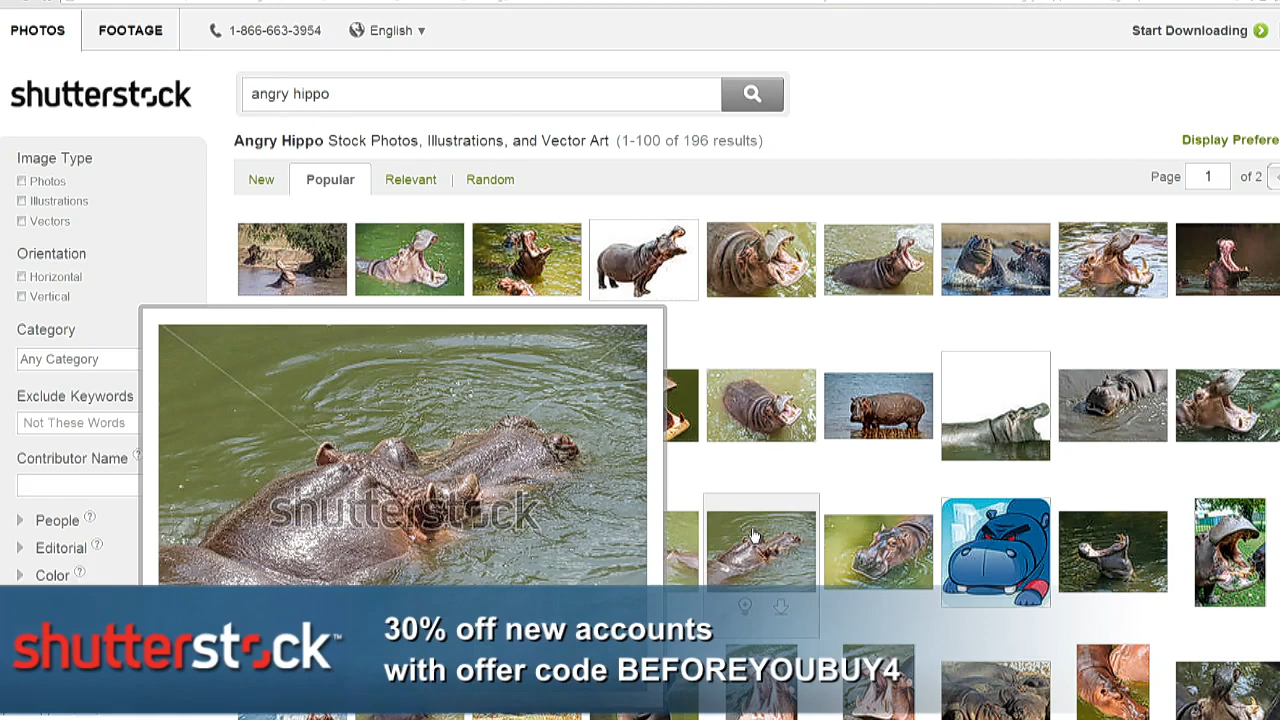 PHOTOS FOOTAGE 1-866-663-3954 English Start Downloading
shutterstock
angry hippo
Angry Hippo Stock Photos, Illustrations, and Vector Art (1-100 of 196 results)
Display Prefere
New Popular Relevant | Random
Page 1 of 2
Image Type
Photos
Illustrations
Vectors
Orientation
Horizontal
Vertical
Category
Any Category
Exclude Keywords
Not These Words
Contributor Name ?
People ?
Editorial ?
Color ?
shutterstock
shutterstock™
30% off new accounts
with offer code BEFOREYOUBUY4